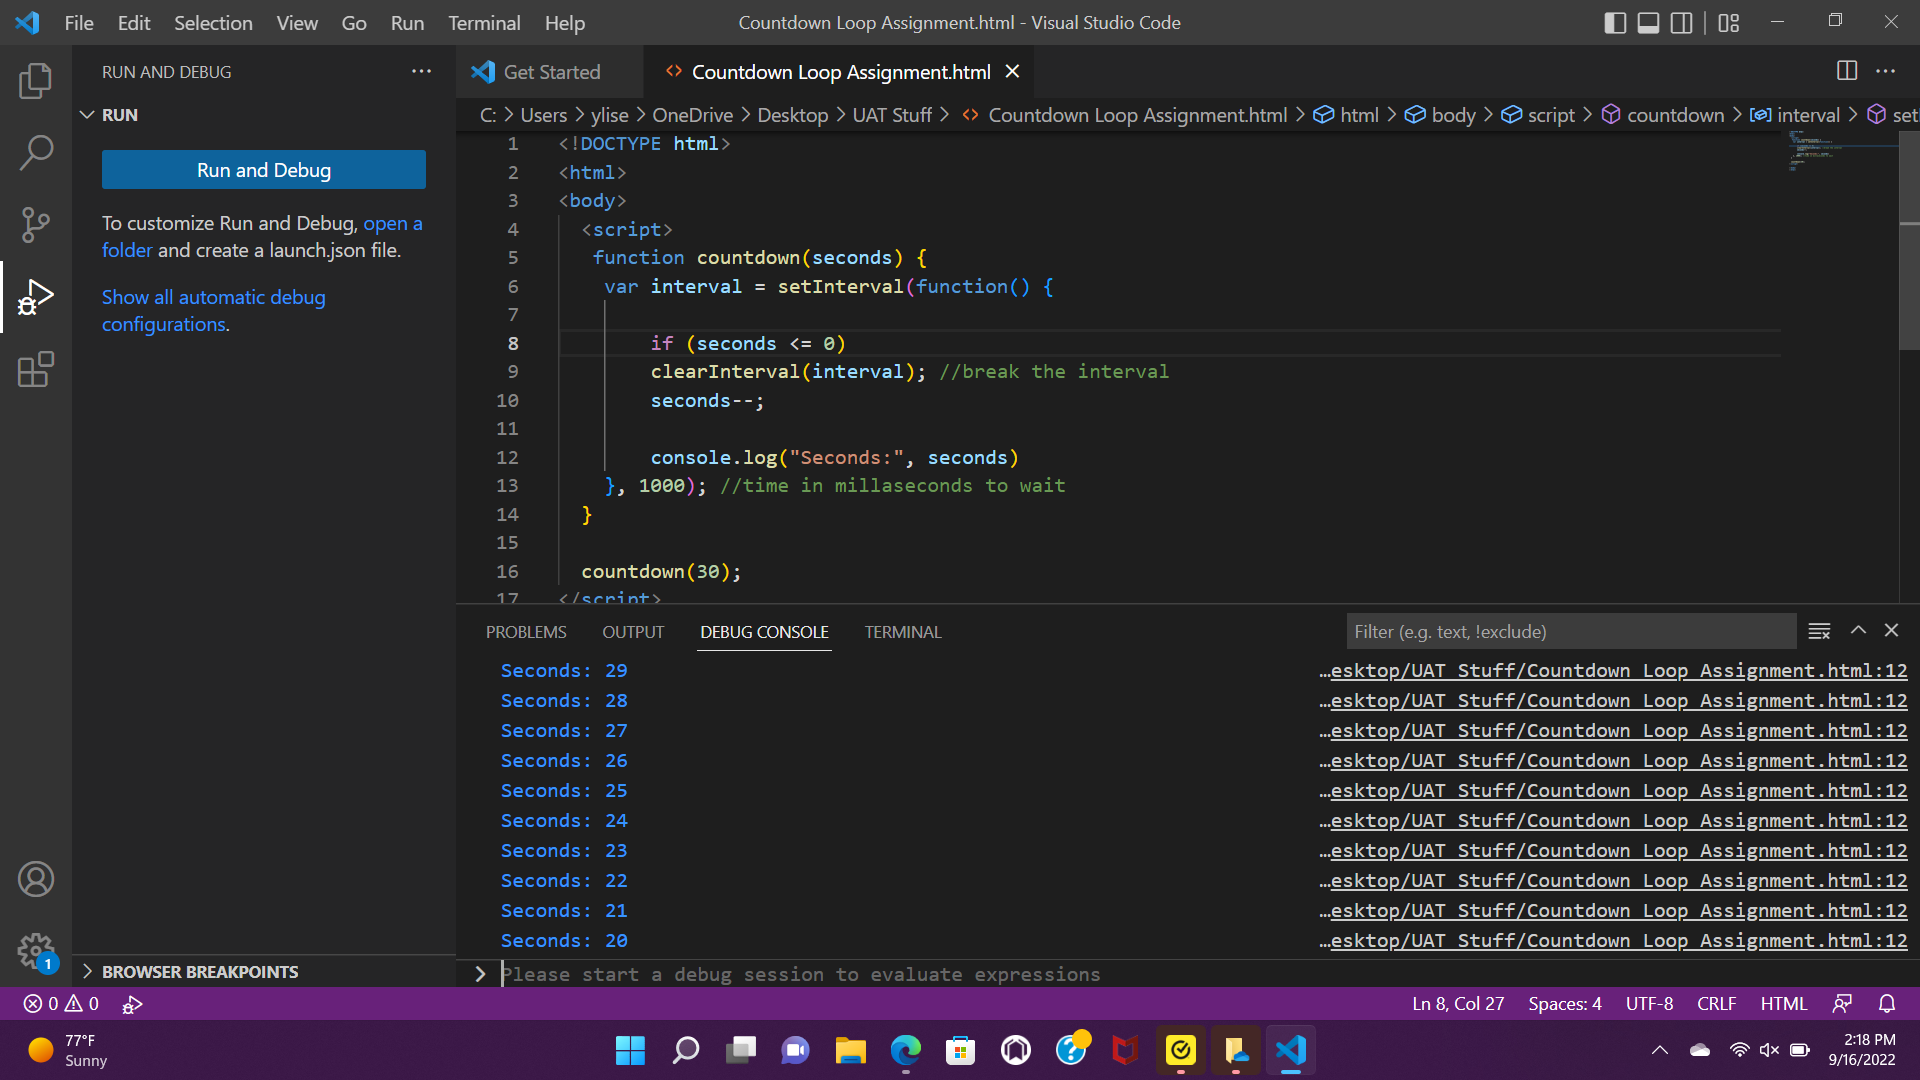 File Edit Selection View Go Run Terminal Help
Countdown Loop Assignment.html - Visual Studio Code
RUN AND DEBUG
RUN
Run and Debug
To customize Run and Debug, open a
folder and create a launch.json file.
Show all automatic debug
configurations.
BROWSER BREAKPOINTS
Get Started
Countdown Loop Assignment.html
C: > Users > ylise > OneDrive > Desktop > UAT Stuff > Countdown Loop Assignment.html > html > body > script > countdown > interval > set
1 <!DOCTYPE html>
2 <html>
3 <body>
4 <script>
5 function countdown(seconds) {
6 var interval = setInterval(function() {
7
8 if (seconds <= 0)
9 clearInterval(interval); //break the interval
10 seconds--;
11
12 console.log("Seconds:", seconds)
13 }, 1000); //time in millaseconds to wait
14 }
15
16 countdown(30);
17 </script>
PROBLEMS OUTPUT DEBUG CONSOLE TERMINAL
Filter (e.g. text, !exclude)
Seconds: 29 …esktop/UAT Stuff/Countdown Loop Assignment.html:12
Seconds: 28 …esktop/UAT Stuff/Countdown Loop Assignment.html:12
Seconds: 27 …esktop/UAT Stuff/Countdown Loop Assignment.html:12
Seconds: 26 …esktop/UAT Stuff/Countdown Loop Assignment.html:12
Seconds: 25 …esktop/UAT Stuff/Countdown Loop Assignment.html:12
Seconds: 24 …esktop/UAT Stuff/Countdown Loop Assignment.html:12
Seconds: 23 …esktop/UAT Stuff/Countdown Loop Assignment.html:12
Seconds: 22 …esktop/UAT Stuff/Countdown Loop Assignment.html:12
Seconds: 21 …esktop/UAT Stuff/Countdown Loop Assignment.html:12
Seconds: 20 …esktop/UAT Stuff/Countdown Loop Assignment.html:12
Please start a debug session to evaluate expressions
1
0 0
Ln 8, Col 27 Spaces: 4 UTF-8 CRLF HTML
77°F
Sunny
2:18 PM
9/16/2022